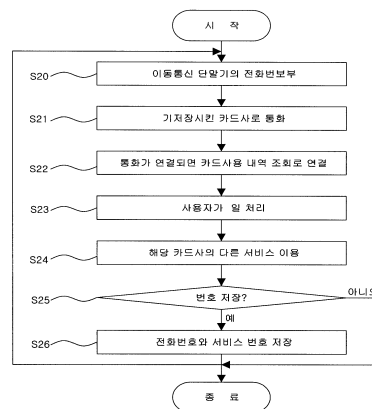 시 작
S20 이동통신 단말기의 전화번보부
S21 기저장시킨 카드사로 통화
S22 통화가 연결되면 카드사용 내역 조회로 연결
S23 사용자가 일 처리
S24 해당 카드사의 다른 서비스 이용
S25 번호 저장? 아니오
예
S26 전화번호와 서비스 번호 저장
종 료